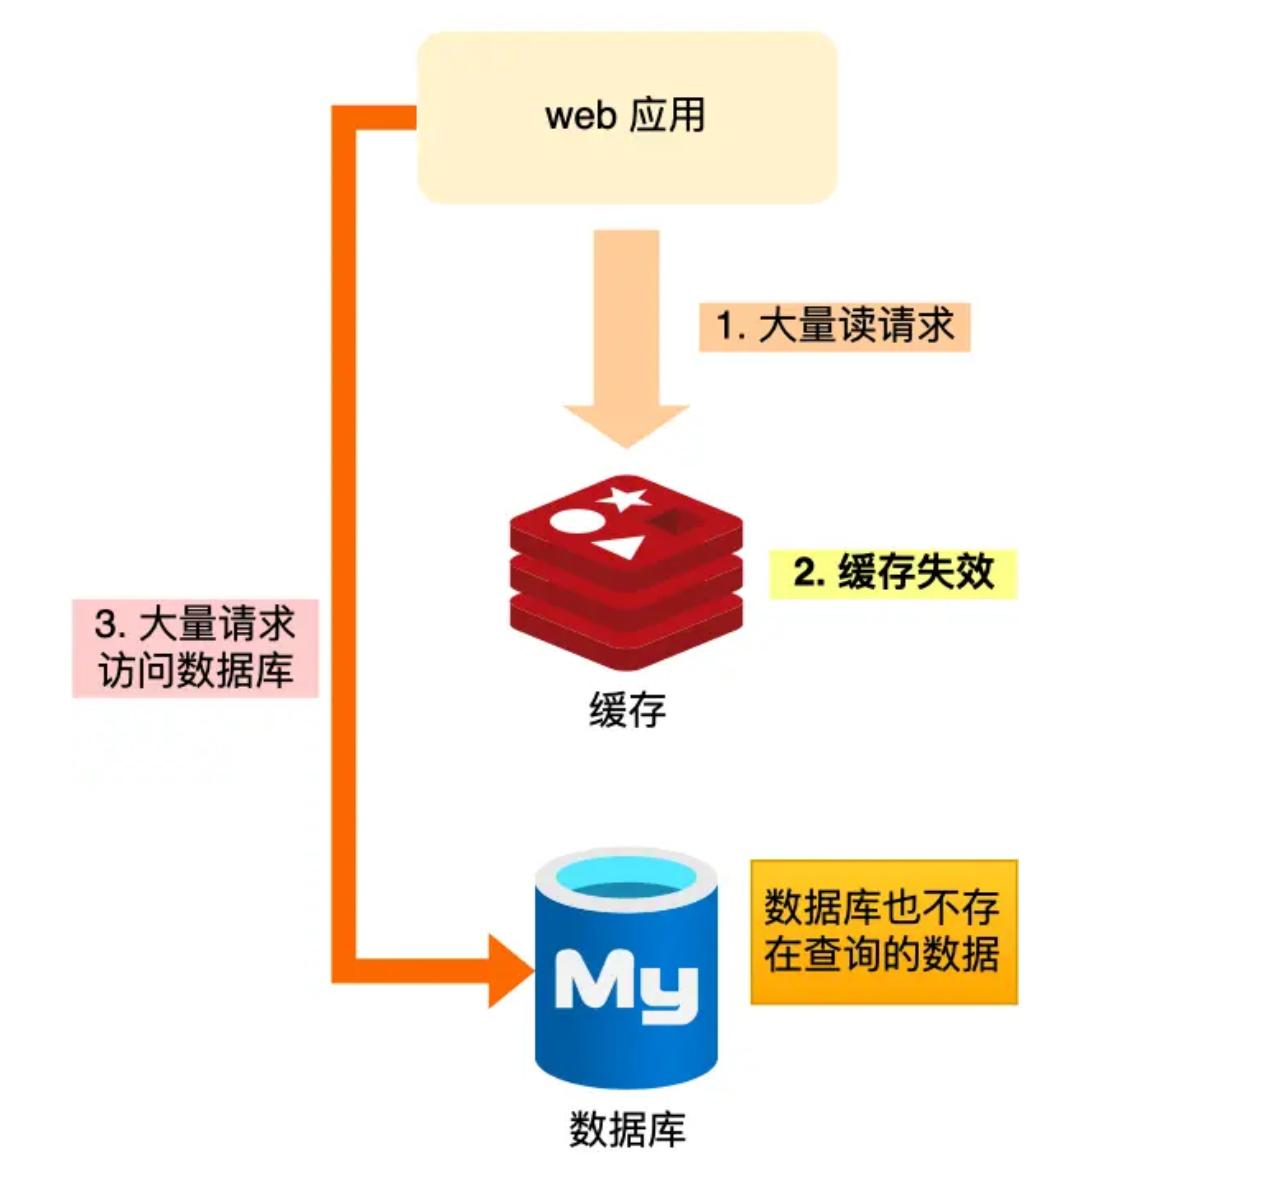 web 应用
1. 大量读请求
2. 缓存失效
3. 大量请求
访问数据库
缓存
数据库也不存
在查询的数据
My
数据库